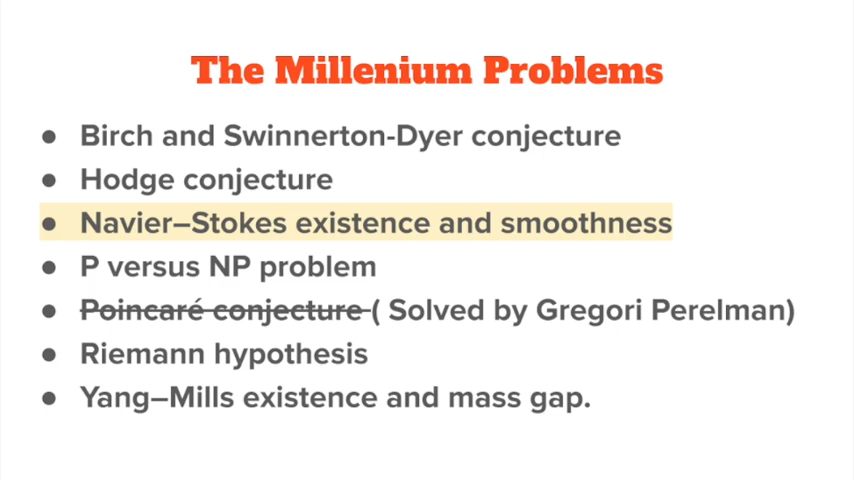 The Millenium Problems
● Birch and Swinnerton-Dyer conjecture
● Hodge conjecture
● Navier–Stokes existence and smoothness
● P versus NP problem
● Poincaré conjecture ( Solved by Gregori Perelman)
● Riemann hypothesis
● Yang–Mills existence and mass gap.